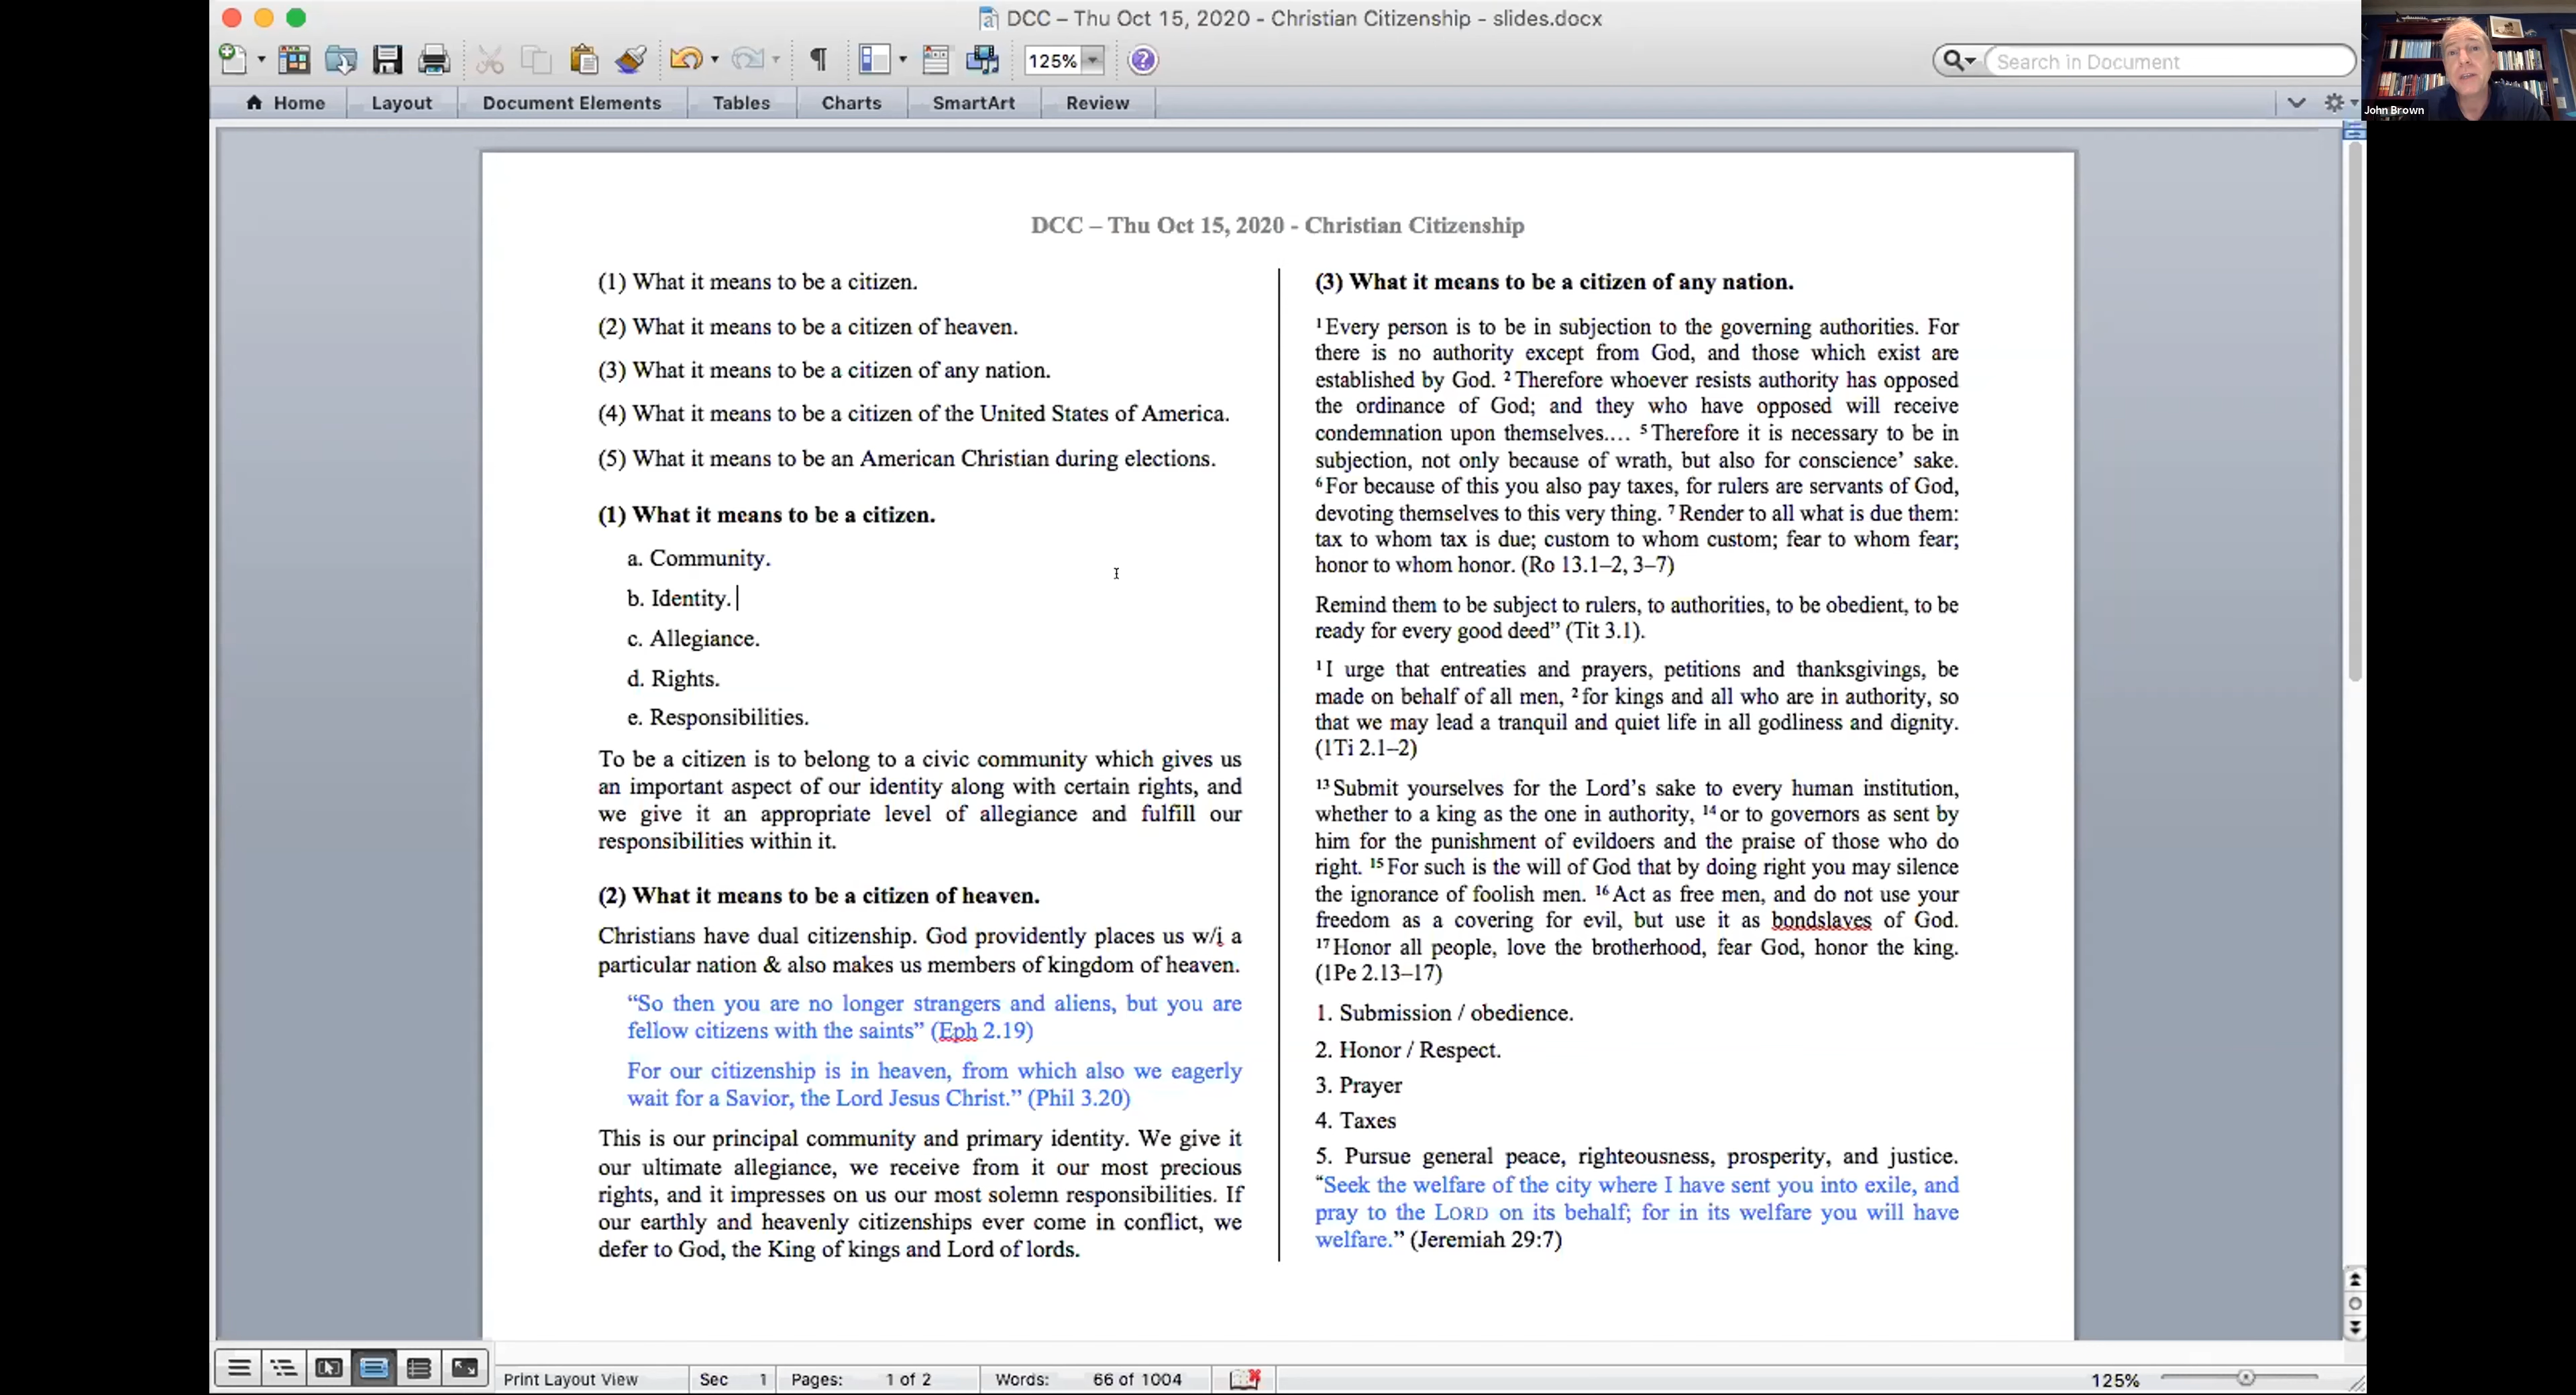 DCC – Thu Oct 15, 2020 - Christian Citizenship - slides.docx
125%
Search in Document
John Brown
Home
Layout
Document Elements
Tables
Charts
SmartArt
Review
DCC – Thu Oct 15, 2020 - Christian Citizenship
(1) What it means to be a citizen.
(2) What it means to be a citizen of heaven.
(3) What it means to be a citizen of any nation.
(4) What it means to be a citizen of the United States of America.
(5) What it means to be an American Christian during elections.
(1) What it means to be a citizen.
a. Community.
b. Identity.
c. Allegiance.
d. Rights.
e. Responsibilities.
To be a citizen is to belong to a civic community which gives us
an important aspect of our identity along with certain rights, and
we give it an appropriate level of allegiance and fulfill our
responsibilities within it.
(2) What it means to be a citizen of heaven.
Christians have dual citizenship. God providently places us w/i a
particular nation & also makes us members of kingdom of heaven.
“So then you are no longer strangers and aliens, but you are
fellow citizens with the saints” (Eph 2.19)
For our citizenship is in heaven, from which also we eagerly
wait for a Savior, the Lord Jesus Christ.” (Phil 3.20)
This is our principal community and primary identity. We give it
our ultimate allegiance, we receive from it our most precious
rights, and it impresses on us our most solemn responsibilities. If
our earthly and heavenly citizenships ever come in conflict, we
defer to God, the King of kings and Lord of lords.
(3) What it means to be a citizen of any nation.
1 Every person is to be in subjection to the governing authorities. For
there is no authority except from God, and those which exist are
established by God. 2 Therefore whoever resists authority has opposed
the ordinance of God; and they who have opposed will receive
condemnation upon themselves.… 5 Therefore it is necessary to be in
subjection, not only because of wrath, but also for conscience’ sake.
6 For because of this you also pay taxes, for rulers are servants of God,
devoting themselves to this very thing. 7 Render to all what is due them:
tax to whom tax is due; custom to whom custom; fear to whom fear;
honor to whom honor. (Ro 13.1–2, 3–7)
Remind them to be subject to rulers, to authorities, to be obedient, to be
ready for every good deed” (Tit 3.1).
1 I urge that entreaties and prayers, petitions and thanksgivings, be
made on behalf of all men, 2 for kings and all who are in authority, so
that we may lead a tranquil and quiet life in all godliness and dignity.
(1Ti 2.1–2)
13 Submit yourselves for the Lord’s sake to every human institution,
whether to a king as the one in authority, 14 or to governors as sent by
him for the punishment of evildoers and the praise of those who do
right. 15 For such is the will of God that by doing right you may silence
the ignorance of foolish men. 16 Act as free men, and do not use your
freedom as a covering for evil, but use it as bondslaves of God.
17 Honor all people, love the brotherhood, fear God, honor the king.
(1Pe 2.13–17)
1. Submission / obedience.
2. Honor / Respect.
3. Prayer
4. Taxes
5. Pursue general peace, righteousness, prosperity, and justice.
“Seek the welfare of the city where I have sent you into exile, and
pray to the LORD on its behalf; for in its welfare you will have
welfare.” (Jeremiah 29:7)
Print Layout View
Sec 1
Pages: 1 of 2
Words: 66 of 1004
125%